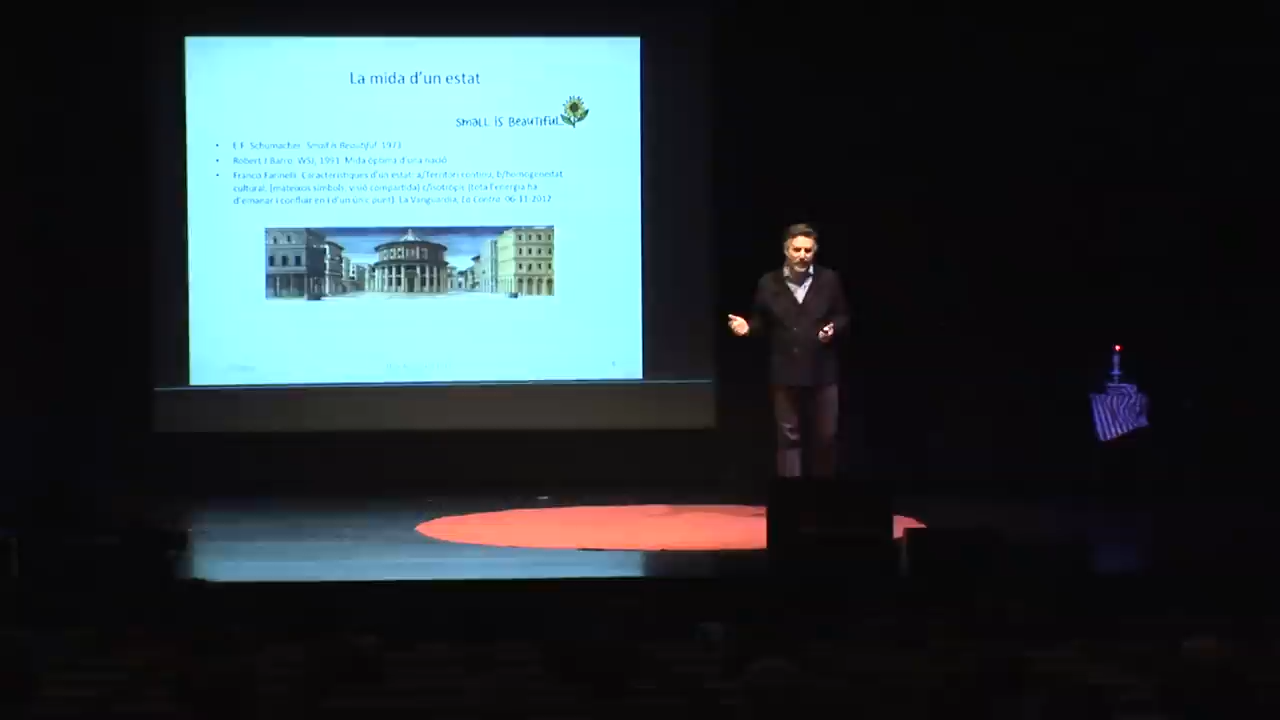 La mida d'un estat
small is Beautiful
• E.F. Schumacher. Small is Beautiful. 1973
• Robert J Barro. WSJ, 1991. Mida òptima d'una nació
• Franco Farinelli. Característiques d'un estat: a/Territori continu, b/homogeneitat
cultural, (mateixos símbols, visió compartida) c/isotròpic (tota l'energia ha
d'emanar i confluir en i d'un únic punt). La Vanguardia, La Contra. 06-11-2012